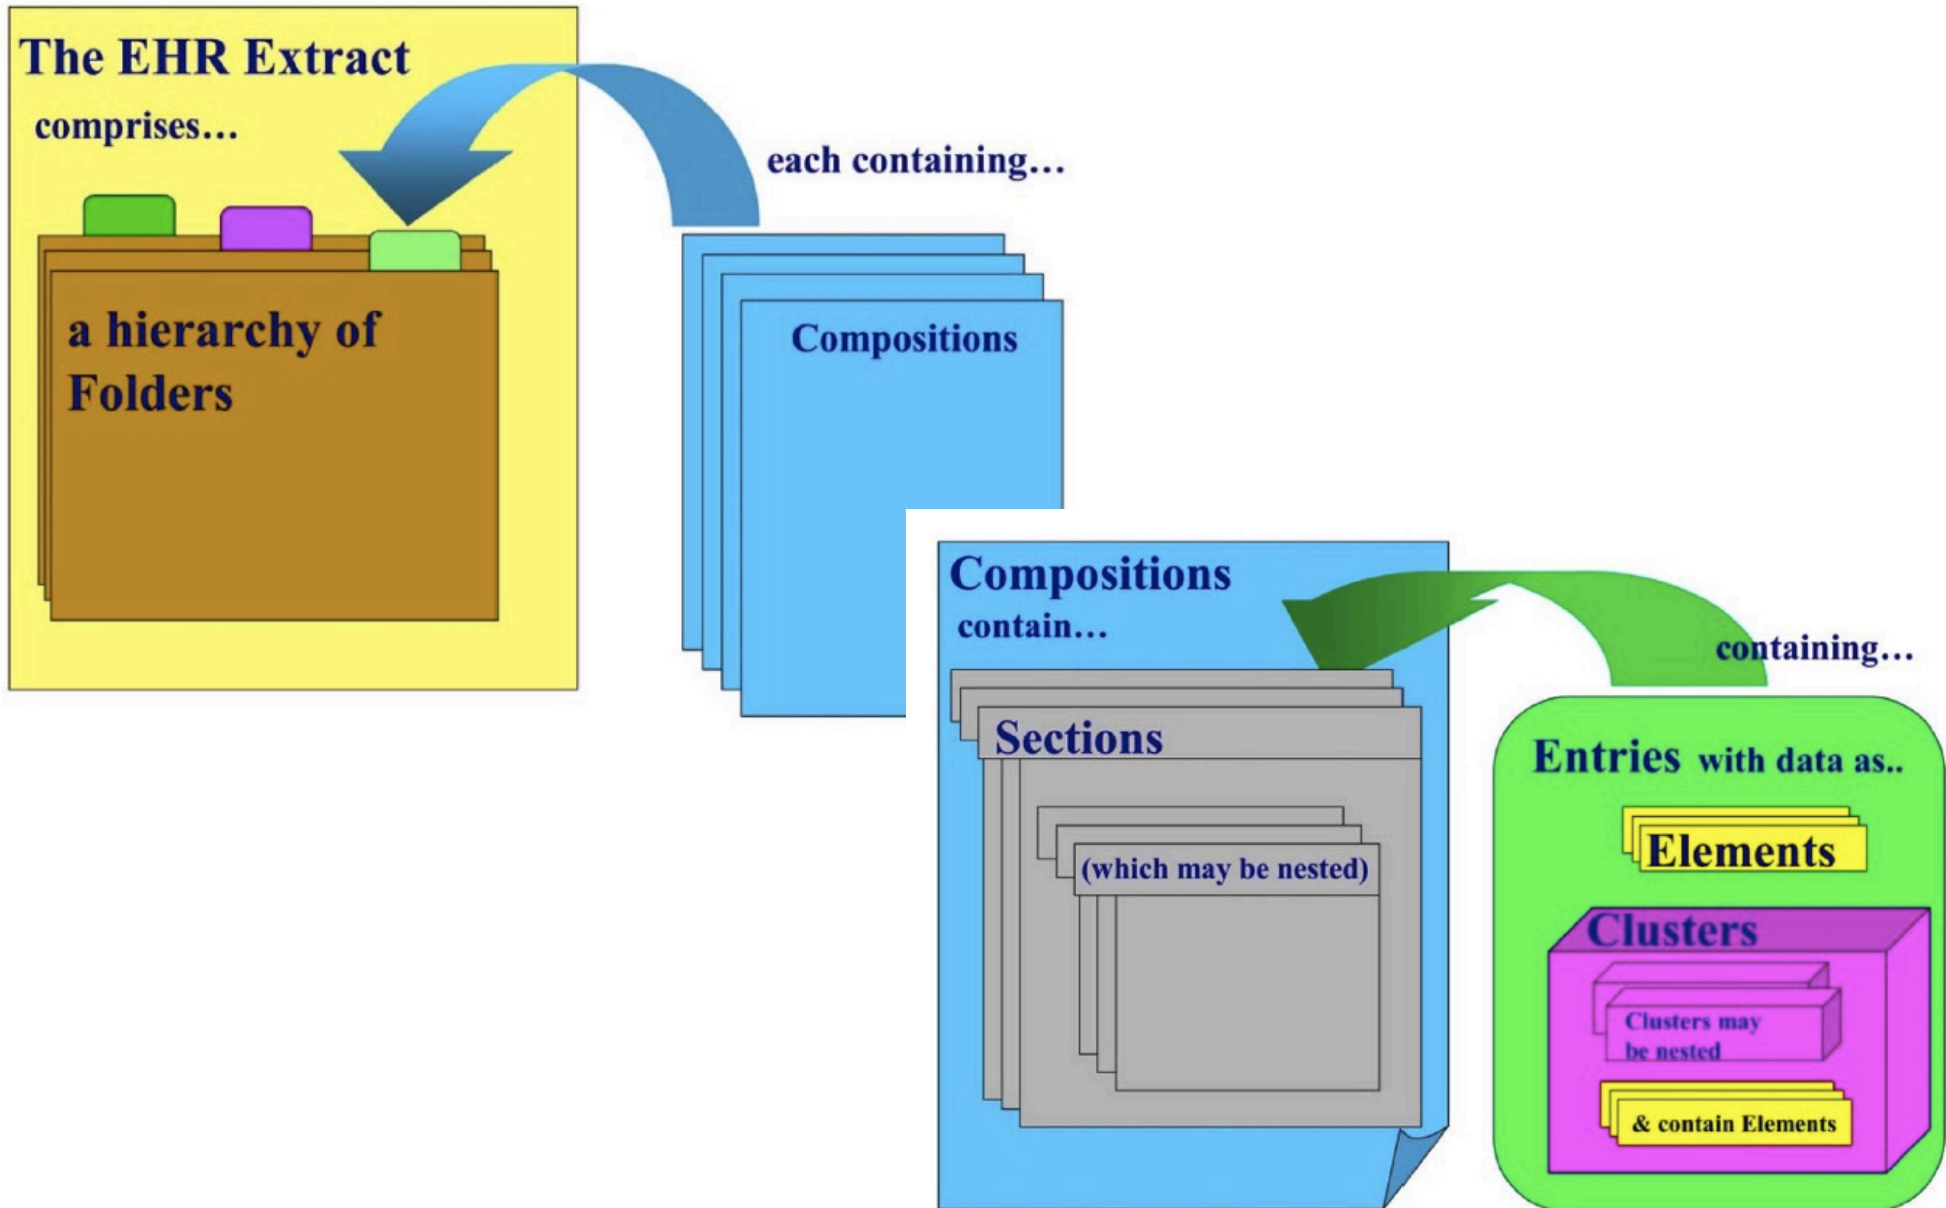 The EHR Extract
comprises…
each containing…
a hierarchy of
Folders
Compositions
Compositions
contain…
containing…
Sections
(which may be nested)
Entries with data as..
Elements
Clusters
Clusters may
be nested
& contain Elements